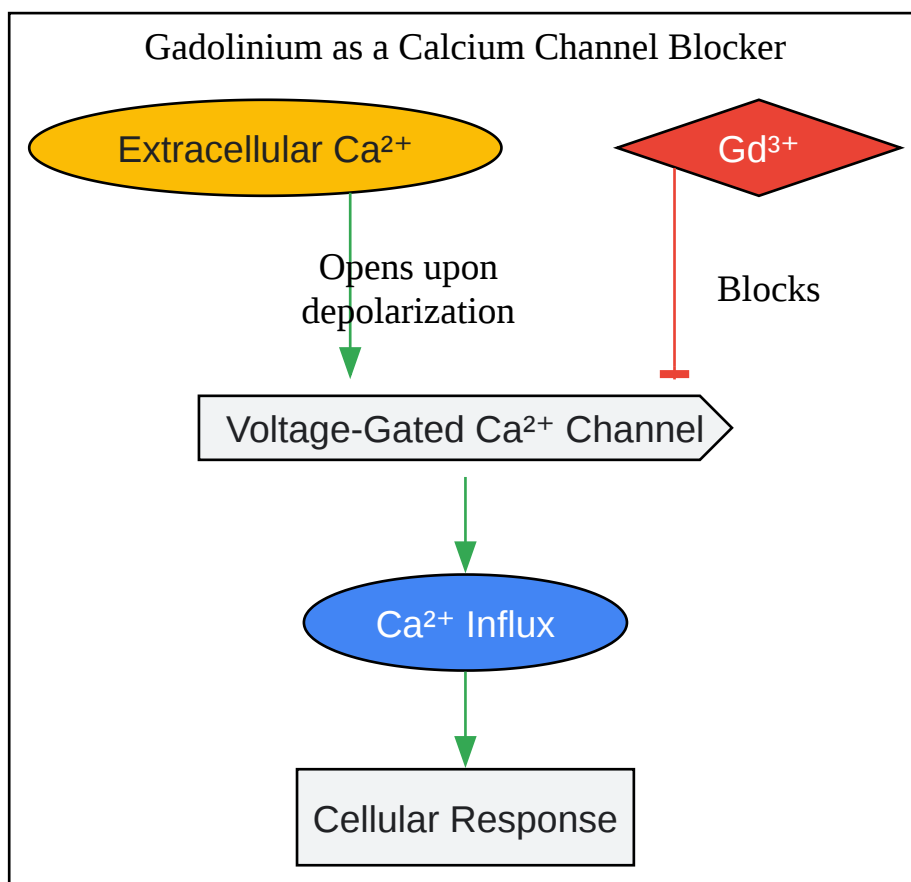 Gadolinium as a Calcium Channel Blocker
Extracellular Ca²⁺
Gd³⁺
Opens upon
depolarization
Blocks
Voltage-Gated Ca²⁺ Channel
Ca²⁺ Influx
Cellular Response